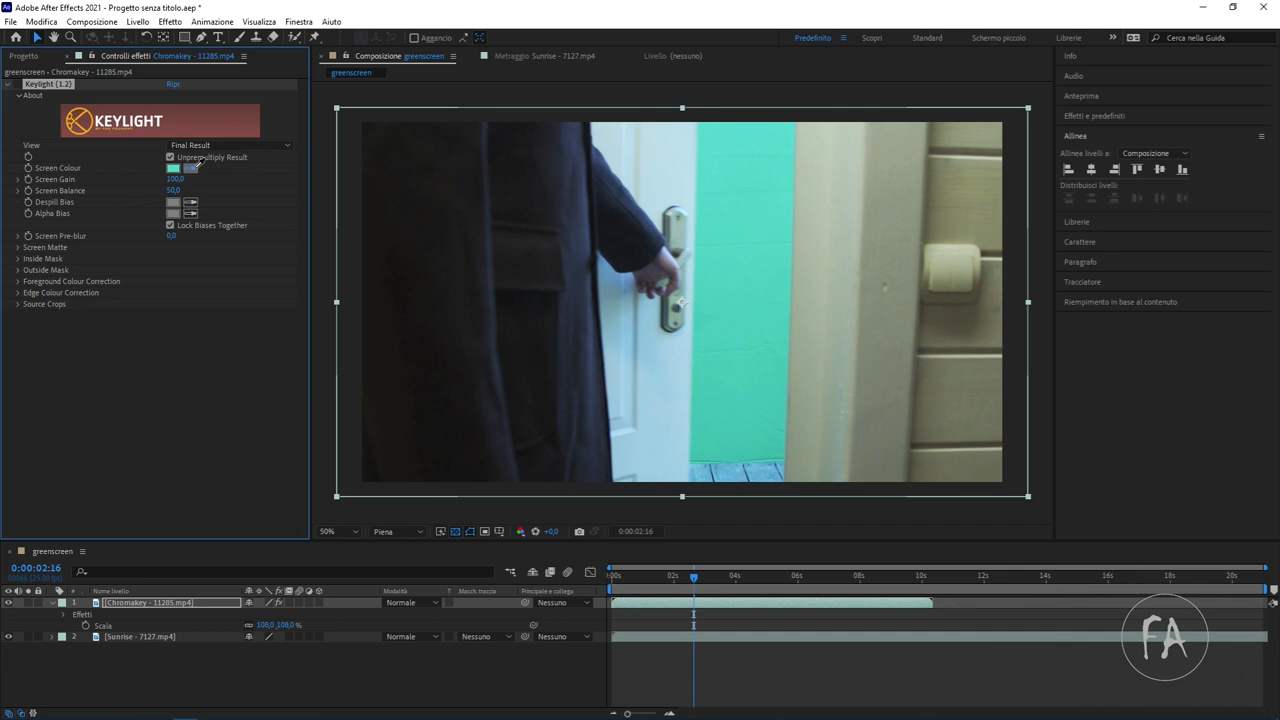 Adobe After Effects 2021 - Progetto senza titolo.aep *
File Modifica Composizione Livello Effetto Animazione Visualizza Finestra Aiuto
Aggancio Predefinito Scopri Standard Schermo piccolo Librerie Cerca nella Guida
Progetto Controlli effetti Chromakey - 11285.mp4 Composizione greenscreen Metraggio Sunrise - 7127.mp4 Livello (nessuno) Info
greenscreen • Chromakey - 11285.mp4 greenscreen
Audio
Keylight (1.2) Ripr.
About
Anteprima
KEYLIGHT
BY THE FOUNDRY
Effetti e predefiniti
Allinea
View Final Result
Allinea livelli a: Composizione
Unpremultiply Result
Screen Colour
Screen Gain 100,0
Distribuisci livelli:
Screen Balance 50,0
Despill Bias
Alpha Bias
Lock Biases Together
Librerie
Screen Pre-blur 0,0
Carattere
Screen Matte
Inside Mask
Paragrafo
Outside Mask
Foreground Colour Correction
Tracciatore
Edge Colour Correction
Source Crops
Riempimento in base al contenuto
50% Piena +0,0 0:00:02:16
greenscreen
0:00:02:16
00066 (25.00 fps)
:00s 02s 04s 06s 08s 10s 12s 14s 16s 18s 20s
# Nome livello Modalità T Masch. traccia Principale e collega
1 [Chromakey - 11285.mp4] Normale Nessuno
Effetti
Scala 108,0,108,0 %
2 [Sunrise - 7127.mp4] Normale Nessuno Nessuno
FA